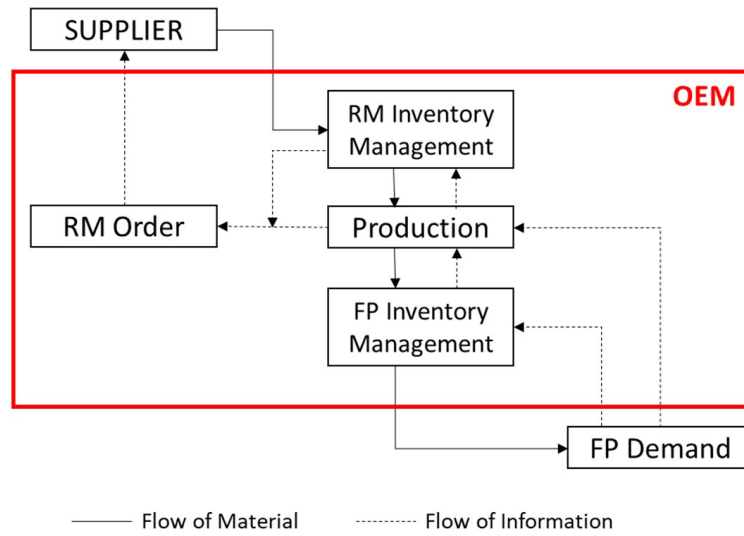 SUPPLIER
OEM
RM Inventory
Management
RM Order
Production
FP Inventory
Management
FP Demand
Flow of Material
Flow of Information